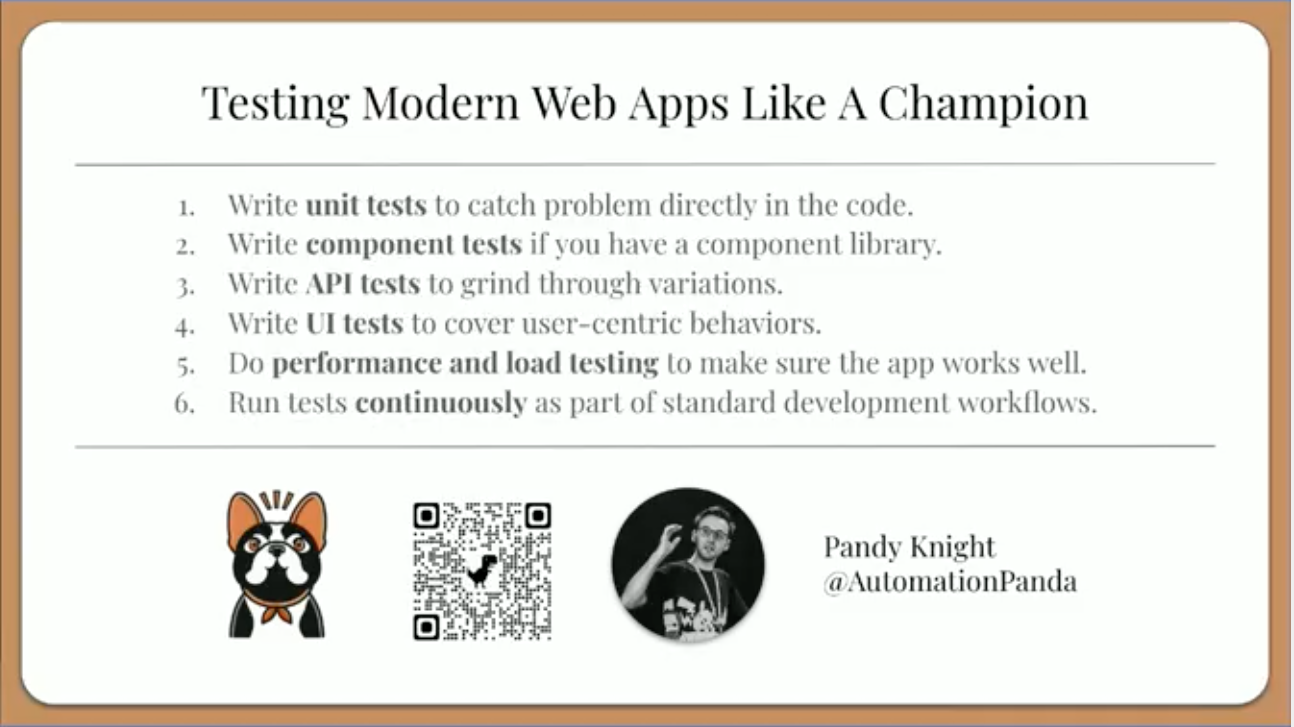 Testing Modern Web Apps Like A Champion
1. Write unit tests to catch problem directly in the code.
2. Write component tests if you have a component library.
3. Write API tests to grind through variations.
4. Write UI tests to cover user-centric behaviors.
5. Do performance and load testing to make sure the app works well.
6. Run tests continuously as part of standard development workflows.
Pandy Knight
@AutomationPanda